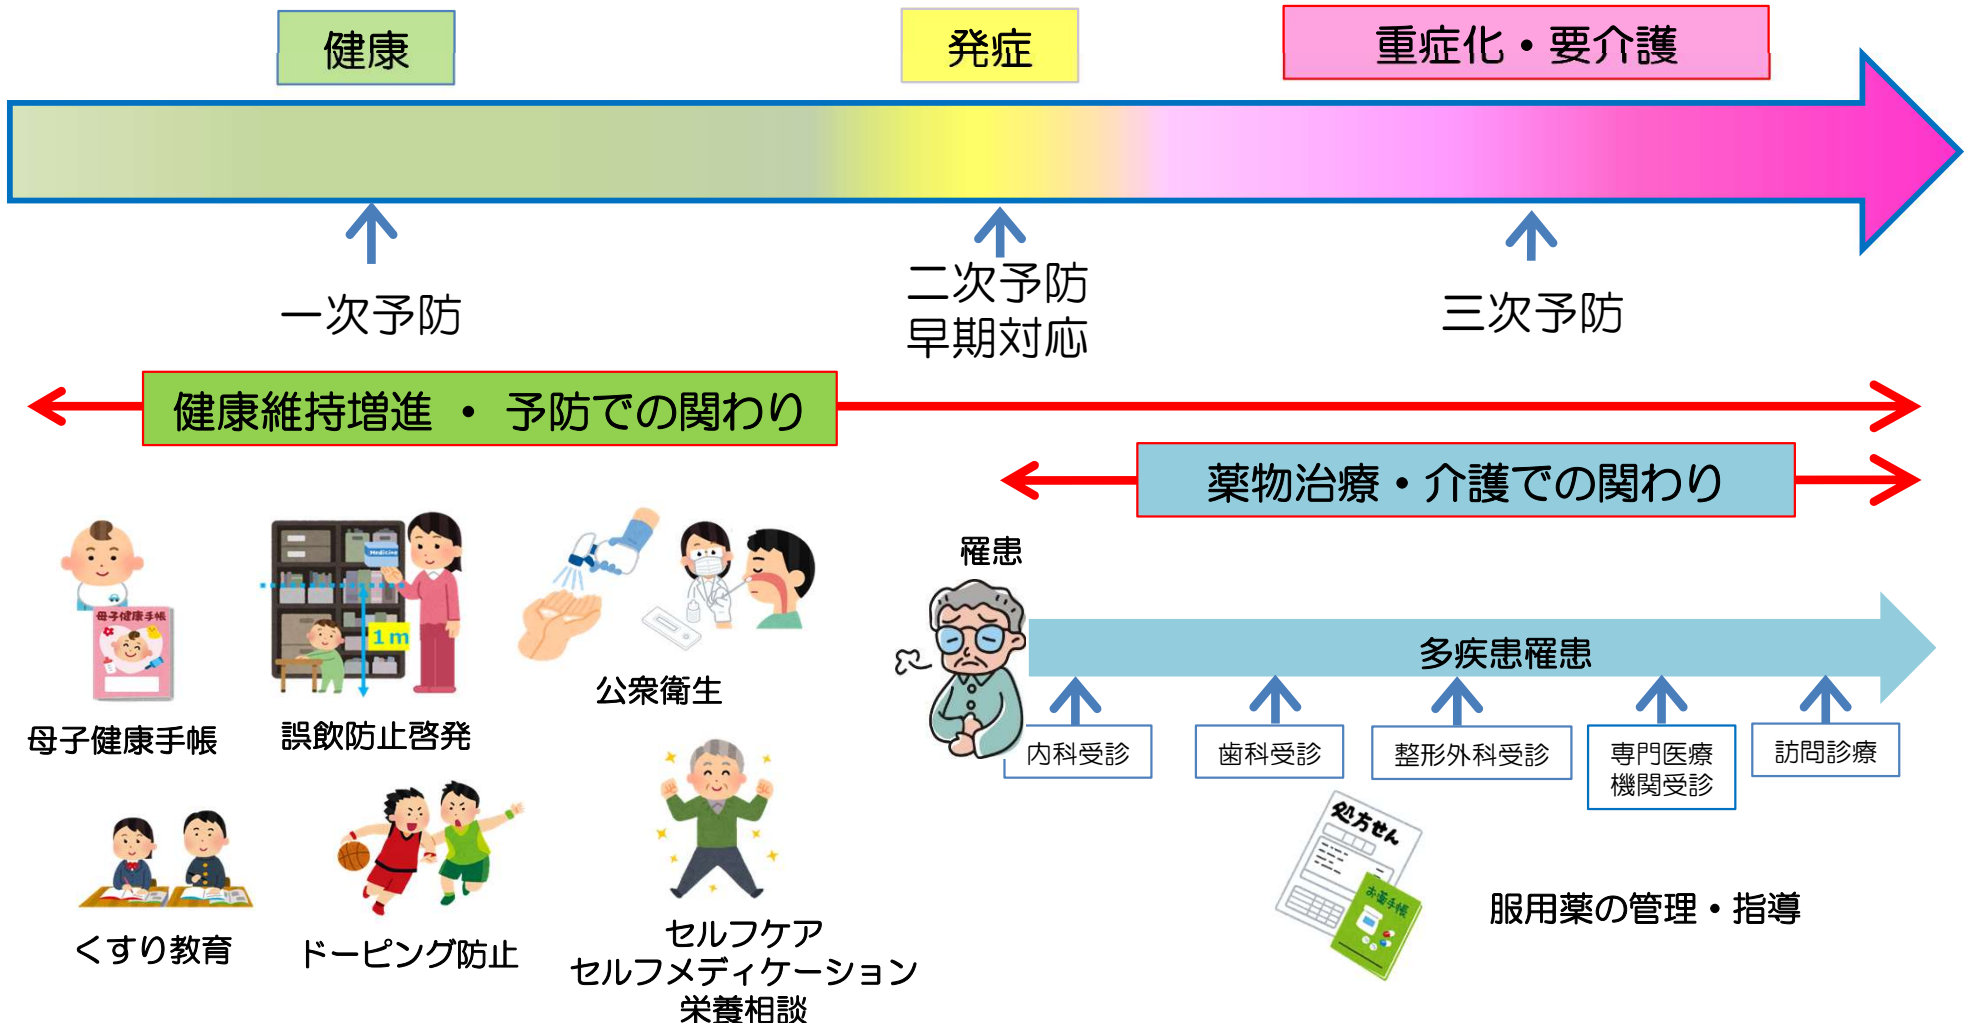 健康
発症
重症化・要介護
一次予防
二次予防
早期対応
三次予防
健康維持増進 ・ 予防での関わり
薬物治療・介護での関わり
Medicine
1m
母子健康手帳
母子健康手帳
誤飲防止啓発
公衆衛生
罹患
多疾患罹患
内科受診
歯科受診
整形外科受診
専門医療
機関受診
訪問診療
くすり教育
ドーピング防止
セルフケア
セルフメディケーション
栄養相談
処方せん
お薬手帳
服用薬の管理・指導